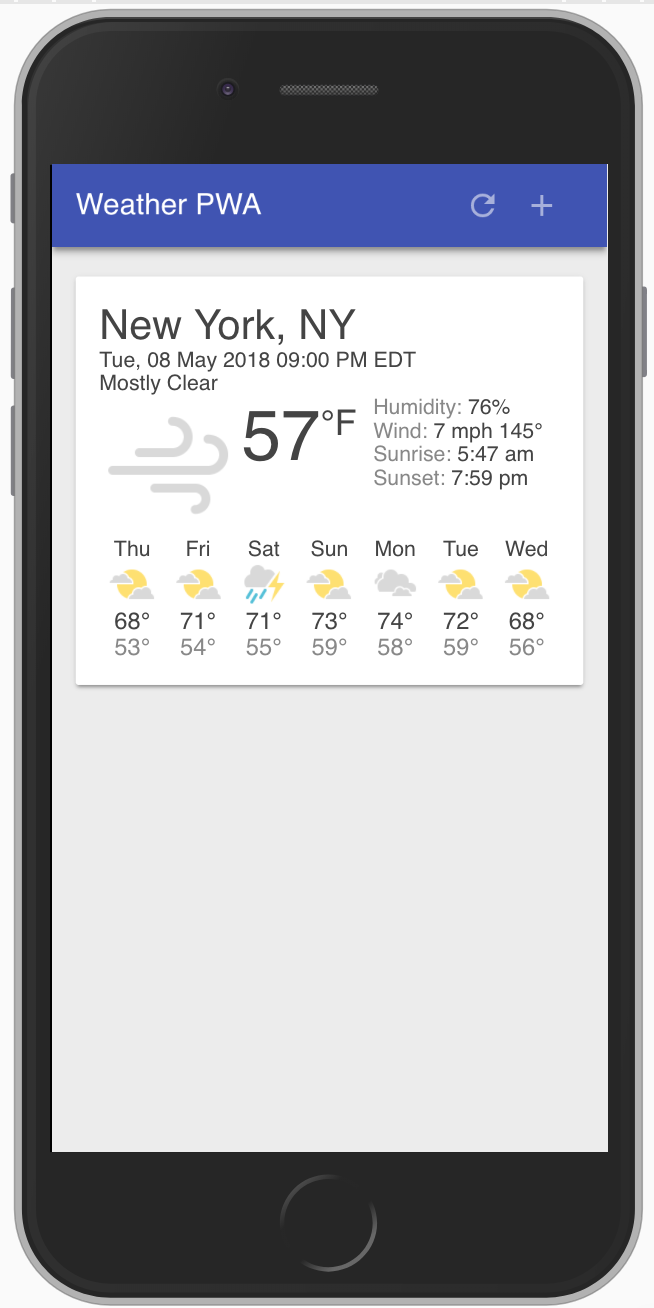 Weather PWA
New York, NY
Tue, 08 May 2018 09:00 PM EDT
Mostly Clear
57°F
Humidity: 76%
Wind: 7 mph 145°
Sunrise: 5:47 am
Sunset: 7:59 pm
Thu Fri Sat Sun Mon Tue Wed
68° 71° 71° 73° 74° 72° 68°
53° 54° 55° 59° 58° 59° 56°